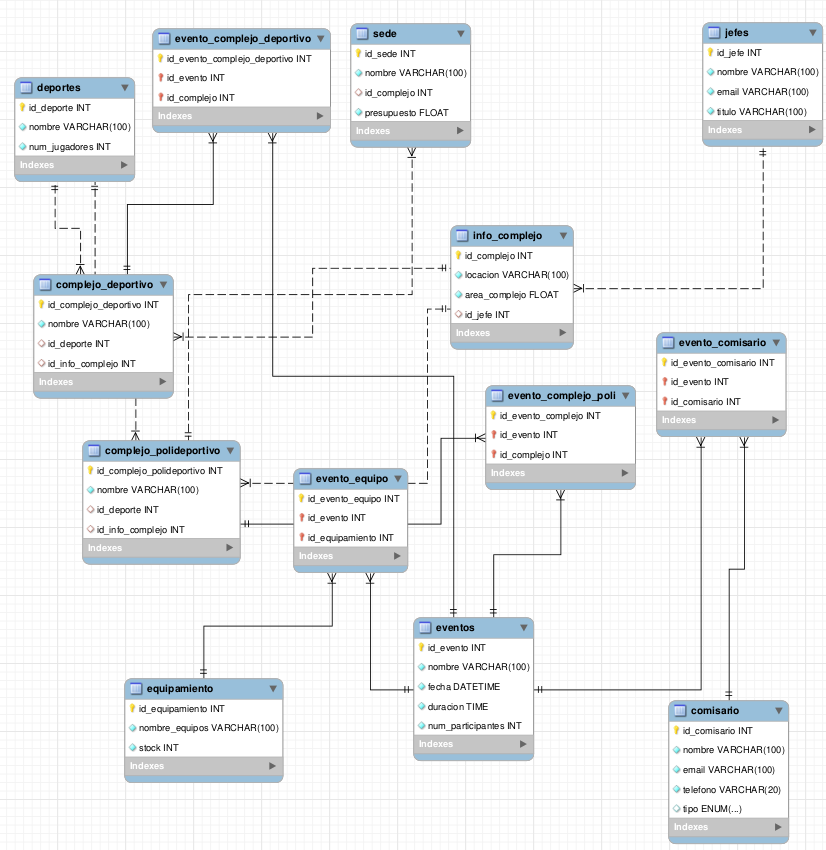 deportes
id_deporte INT
nombre VARCHAR(100)
num_jugadores INT
Indexes
evento_complejo_deportivo
id_evento_complejo_deportivo INT
id_evento INT
id_complejo INT
Indexes
sede
id_sede INT
nombre VARCHAR(100)
id_complejo INT
presupuesto FLOAT
Indexes
jefes
id_jefe INT
nombre VARCHAR(100)
email VARCHAR(100)
titulo VARCHAR(100)
Indexes
info_complejo
id_complejo INT
locacion VARCHAR(100)
area_complejo FLOAT
id_jefe INT
Indexes
complejo_deportivo
id_complejo_deportivo INT
nombre VARCHAR(100)
id_deporte INT
id_info_complejo INT
Indexes
evento_comisario
id_evento_comisario INT
id_evento INT
id_comisario INT
Indexes
evento_complejo_poli
id_evento_complejo INT
id_evento INT
id_complejo INT
Indexes
complejo_polideportivo
id_complejo_polideportivo INT
nombre VARCHAR(100)
id_deporte INT
id_info_complejo INT
Indexes
evento_equipo
id_evento_equipo INT
id_evento INT
id_equipamiento INT
Indexes
eventos
id_evento INT
nombre VARCHAR(100)
fecha DATETIME
duracion TIME
num_participantes INT
Indexes
equipamiento
id_equipamiento INT
nombre_equipos VARCHAR(100)
stock INT
Indexes
comisario
id_comisario INT
nombre VARCHAR(100)
email VARCHAR(100)
telefono VARCHAR(20)
tipo ENUM(...)
Indexes